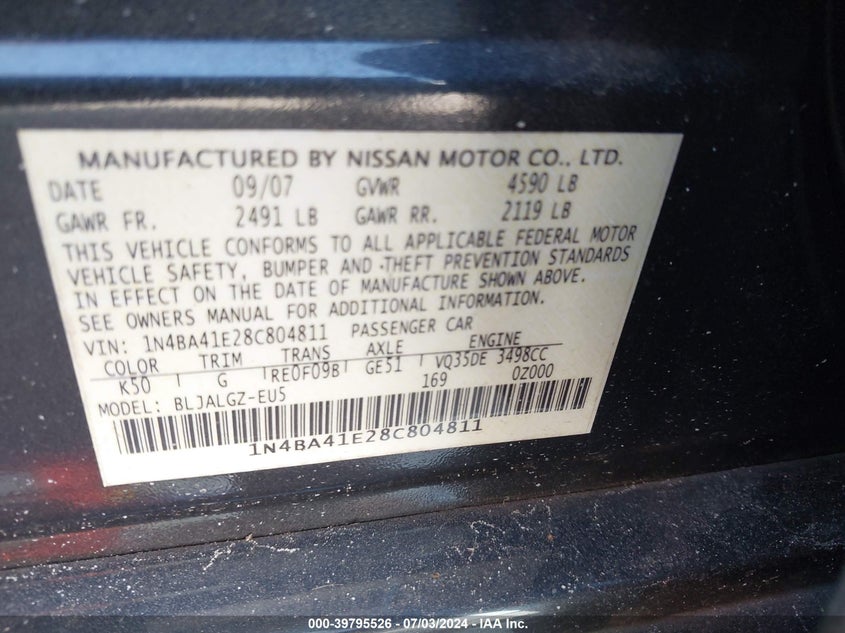 MANUFACTURED BY NISSAN MOTOR CO., LTD.
DATE 09/07 GVWR 4590 LB
GAWR FR. 2491 LB GAWR RR. 2119 LB
THIS VEHICLE CONFORMS TO ALL APPLICABLE FEDERAL MOTOR
VEHICLE SAFETY, BUMPER AND THEFT PREVENTION STANDARDS
IN EFFECT ON THE DATE OF MANUFACTURE SHOWN ABOVE.
SEE OWNERS MANUAL FOR ADDITIONAL INFORMATION.
VIN: 1N4BA41E28C804811 PASSENGER CAR
COLOR TRIM TRANS AXLE ENGINE
K50 G RE0F09B GE51 VQ35DE 3498CC
169 0Z000
MODEL: BLJALGZ-EU5
1N4BA41E28C804811
000-39795526 - 07/03/2024 - IAA Inc.